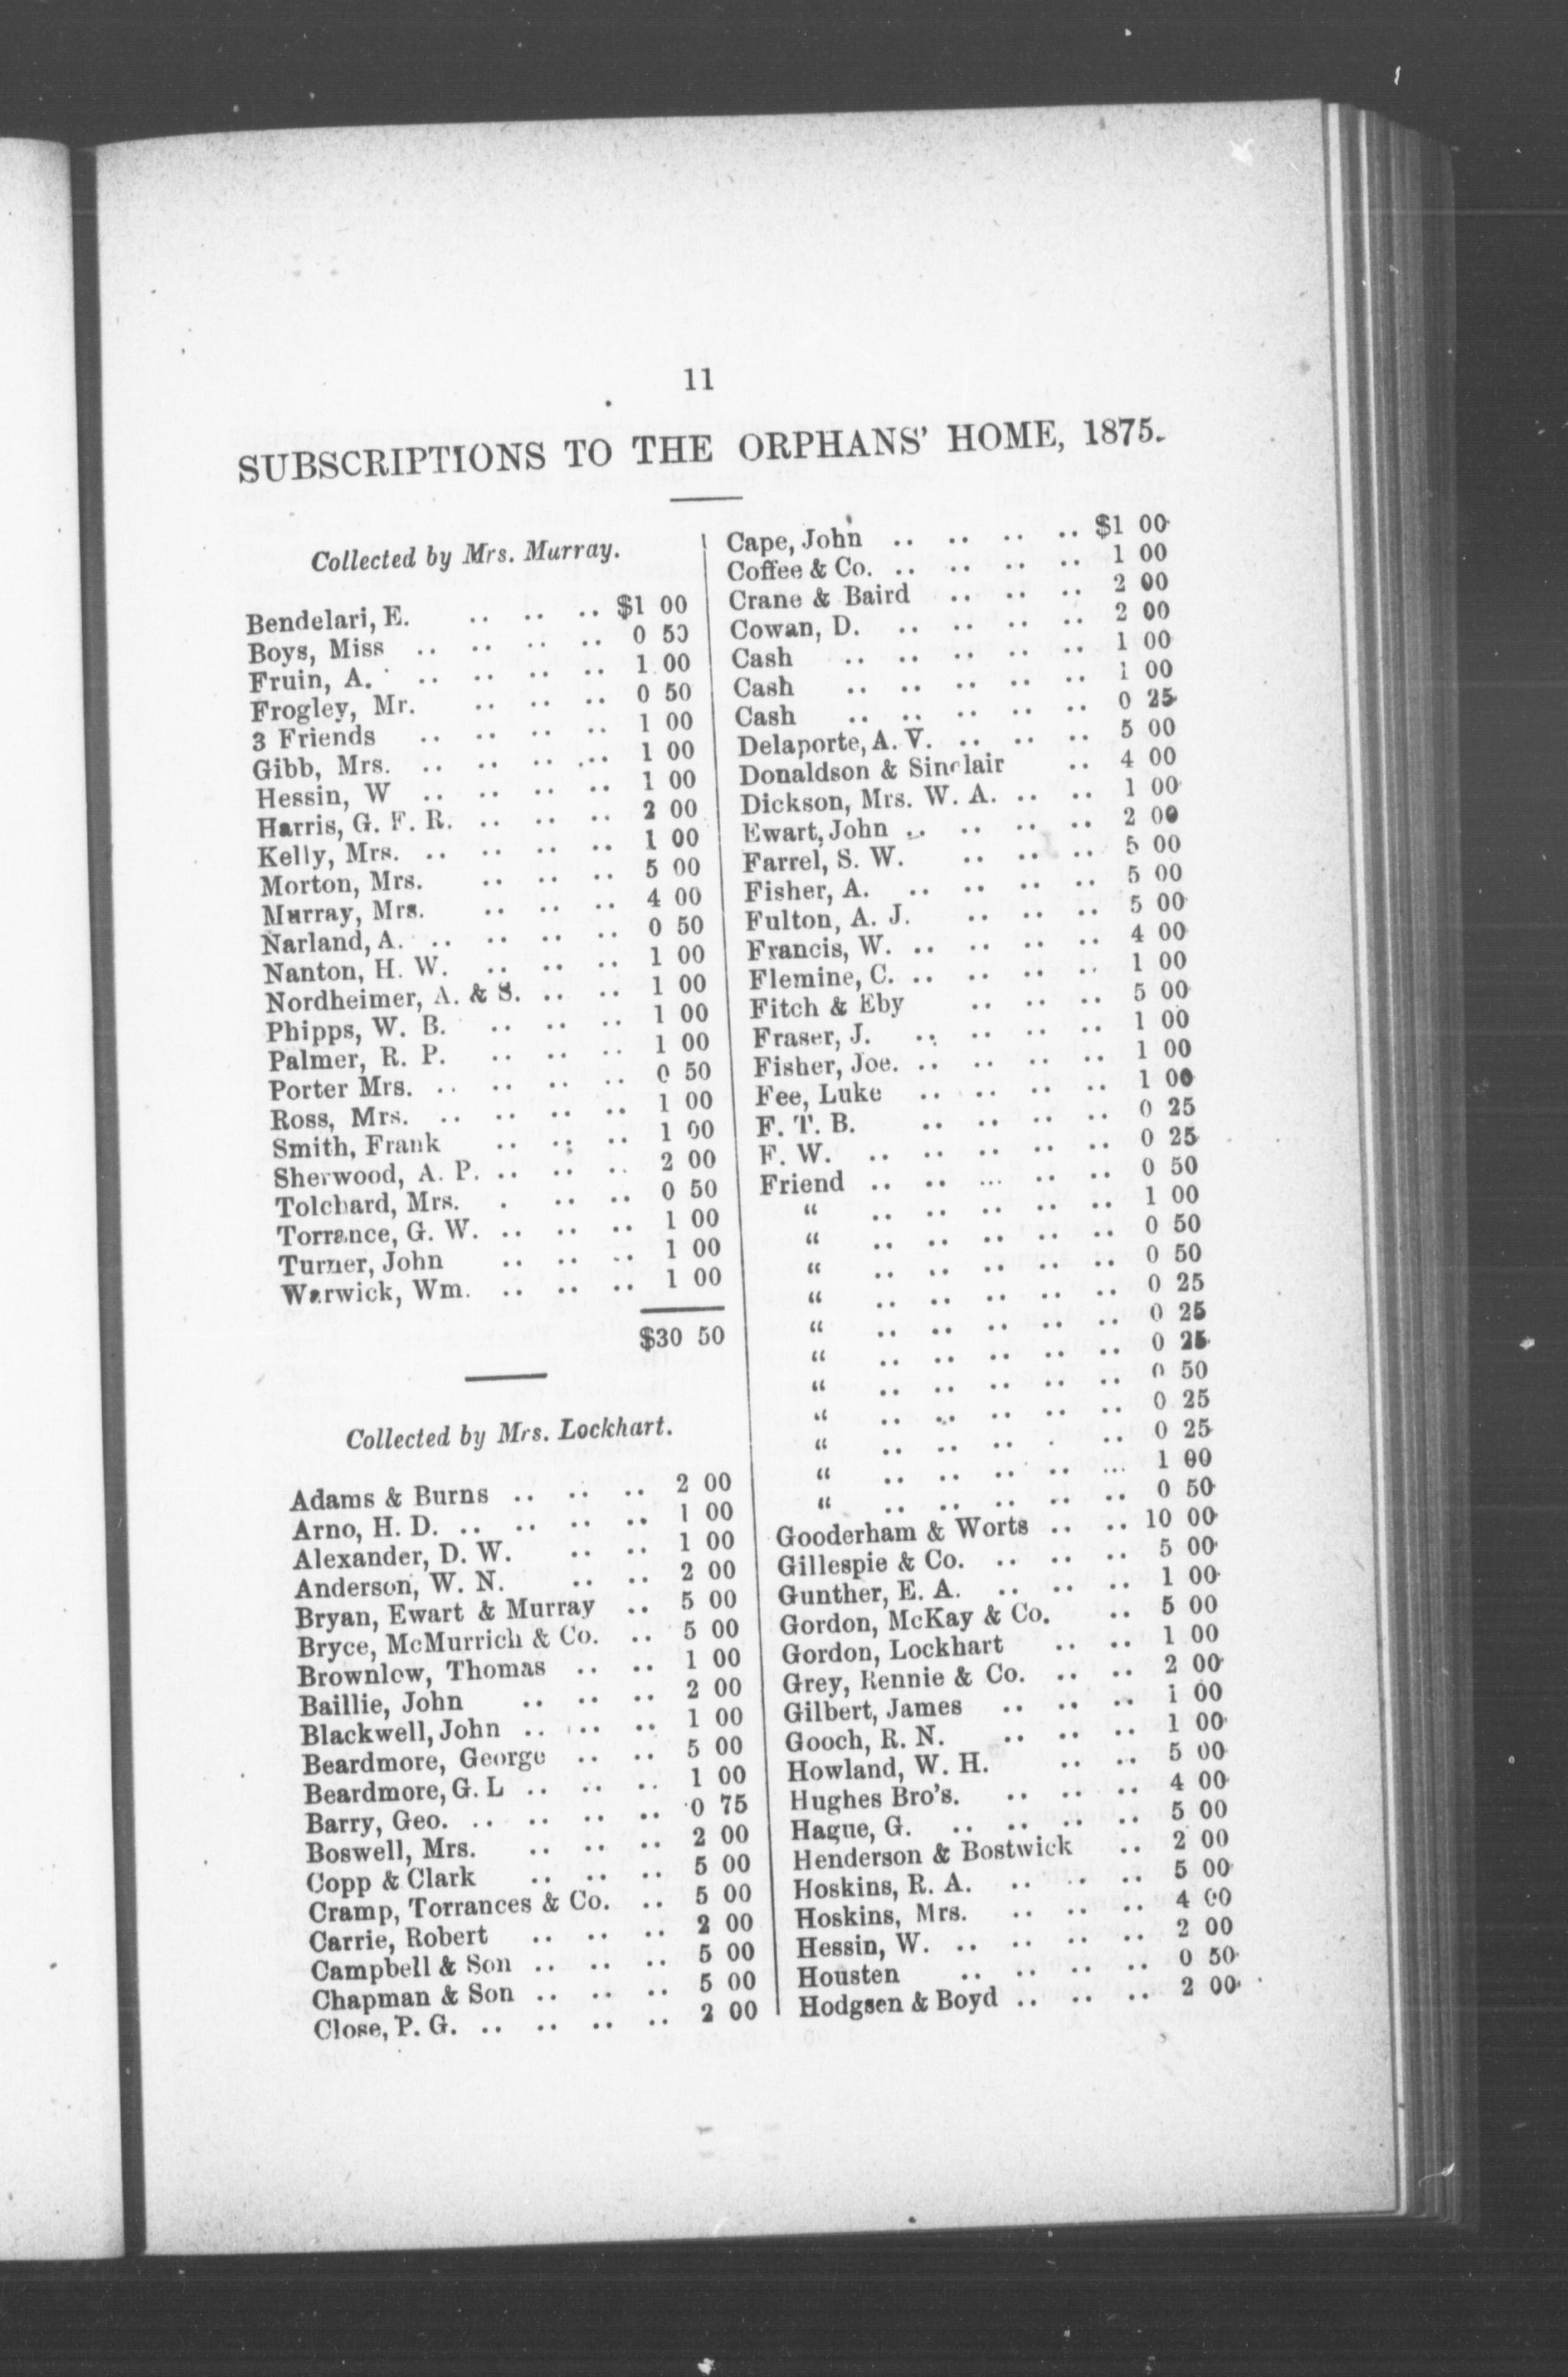 11
SUBSCRIPTIONS TO THE ORPHANS' HOME, 1875.
Collected by Mrs. Murray.
Bendelari, E. .. .. .. $1 00
Boys, Miss .. .. .. .. 0 50
Fruin, A. .. .. .. .. 1 00
Frogley, Mr. .. .. .. 0 50
3 Friends .. .. .. .. 1 00
Gibb, Mrs. .. .. .. .. 1 00
Hessin, W .. .. .. .. 1 00
Harris, G. F. R. .. .. .. 2 00
Kelly, Mrs. .. .. .. .. 1 00
Morton, Mrs. .. .. .. 5 00
Murray, Mrs. .. .. .. 4 00
Narland, A. .. .. .. .. 0 50
Nanton, H. W. .. .. .. 1 00
Nordheimer, A. & S. .. .. 1 00
Phipps, W. B. .. .. .. 1 00
Palmer, R. P. .. .. .. 1 00
Porter Mrs. .. .. .. .. 0 50
Ross, Mrs. .. .. .. .. 1 00
Smith, Frank .. .. .. 1 00
Sherwood, A. P. .. .. .. 2 00
Tolchard, Mrs. . .. .. 0 50
Torrance, G. W. .. .. .. 1 00
Turner, John .. .. .. 1 00
Warwick, Wm. .. .. .. 1 00
$30 50
Collected by Mrs. Lockhart.
Adams & Burns .. .. .. 2 00
Arno, H. D. .. .. .. .. 1 00
Alexander, D. W. .. .. 1 00
Anderson, W. N. .. .. 2 00
Bryan, Ewart & Murray .. 5 00
Bryce, McMurrich & Co. .. 5 00
Brownlow, Thomas .. .. 1 00
Baillie, John .. .. .. 2 00
Blackwell, John .. .. .. 1 00
Beardmore, George .. .. 5 00
Beardmore, G. L .. .. .. 1 00
Barry, Geo. .. .. .. .. 0 75
Boswell, Mrs. .. .. .. 2 00
Copp & Clark .. .. .. 5 00
Cramp, Torrances & Co. .. 5 00
Carrie, Robert .. .. .. 2 00
Campbell & Son .. .. .. 5 00
Chapman & Son .. .. .. 5 00
Close, P. G. .. .. .. .. 2 00
Cape, John .. .. .. .. $1 00
Coffee & Co. .. .. .. .. 1 00
Crane & Baird .. .. .. 2 00
Cowan, D. .. .. .. .. 2 00
Cash .. .. .. .. .. 1 00
Cash .. .. .. .. .. 1 00
Cash .. .. .. .. .. 0 25
Delaporte, A. V. .. .. .. 5 00
Donaldson & Sinclair .. 4 00
Dickson, Mrs. W. A. .. .. 1 00
Ewart, John .. .. .. .. 2 00
Farrel, S. W. .. .. .. 5 00
Fisher, A. .. .. .. .. 5 00
Fulton, A. J. .. .. .. 5 00
Francis, W. .. .. .. .. 4 00
Flemine, C. .. .. .. .. 1 00
Fitch & Eby .. .. .. 5 00
Fraser, J. .. .. .. .. 1 00
Fisher, Joe. .. .. .. .. 1 00
Fee, Luke .. .. .. .. 1 00
F. T. B. .. .. .. .. 0 25
F. W. .. .. .. .. .. 0 25
Friend .. .. ... .. .. 0 50
" .. .. .. .. .. 1 00
" .. .. .. .. .. 0 50
" .. .. .. .. .. 0 50
" .. .. .. .. .. 0 25
" .. .. .. .. .. 0 25
" .. .. .. .. .. 0 25
" .. .. .. .. .. 0 50
" .. .. .. .. .. 0 25
" .. .. .. . .. 0 25
" .. .. .. .. ... 1 00
" .. .. .. .. .. 0 50
Gooderham & Worts .. .. 10 00
Gillespie & Co. .. .. .. 5 00
Gunther, E. A. .. .. .. 1 00
Gordon, McKay & Co. .. 5 00
Gordon, Lockhart .. .. 1 00
Grey, Rennie & Co. .. .. 2 00
Gilbert, James .. .. .. 1 00
Gooch, R. N. .. .. .. 1 00
Howland, W. H. .. .. 5 00
Hughes Bro's. .. .. .. 4 00
Hague, G. .. .. .. .. 5 00
Henderson & Bostwick .. 2 00
Hoskins, R. A. .. .. .. 5 00
Hoskins, Mrs. .. .. .. 4 00
Hessin, W. .. .. .. .. 2 00
Housten .. .. .. .. 0 50
Hodgsen & Boyd .. .. .. 2 00